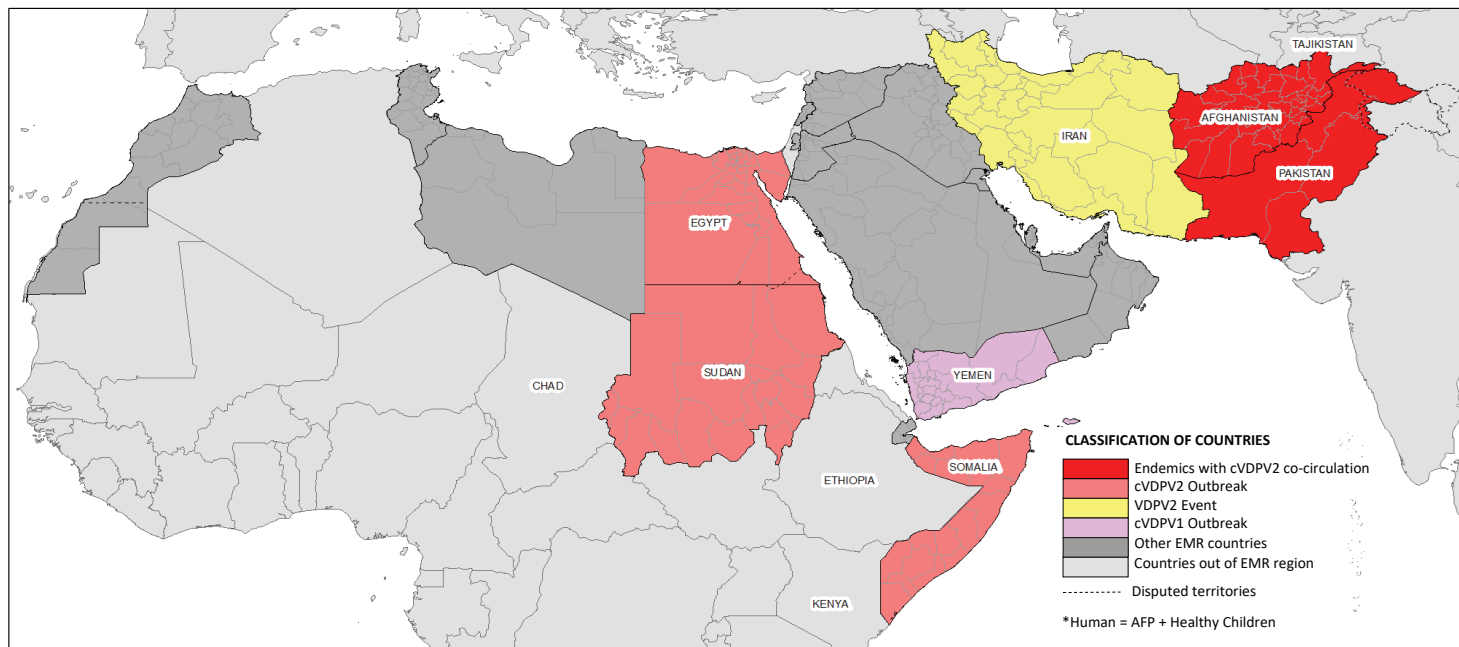 TAJIKISTAN
AFGHANISTAN
IRAN
PAKISTAN
EGYPT
SUDAN
CHAD
YEMEN
SOMALIA
ETHIOPIA
KENYA
CLASSIFICATION OF COUNTRIES
Endemics with cVDPV2 co-circulation
cVDPV2 Outbreak
VDPV2 Event
cVDPV1 Outbreak
Other EMR countries
Countries out of EMR region
Disputed territories
*Human = AFP + Healthy Children